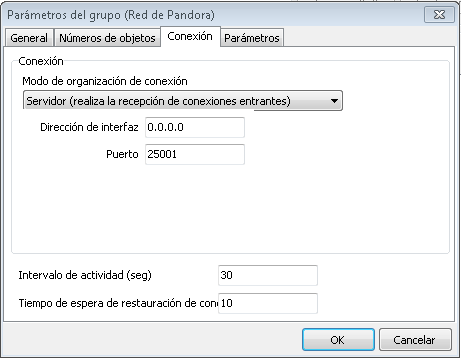 Parámetros del grupo (Red de Pandora)
General Números de objetos Conexión Parámetros
Conexión
Modo de organización de conexión
Servidor (realiza la recepción de conexiones entrantes)
Dirección de interfaz 0.0.0.0
Puerto 25001
Intervalo de actividad (seg) 30
Tiempo de espera de restauración de con 10
OK Cancelar